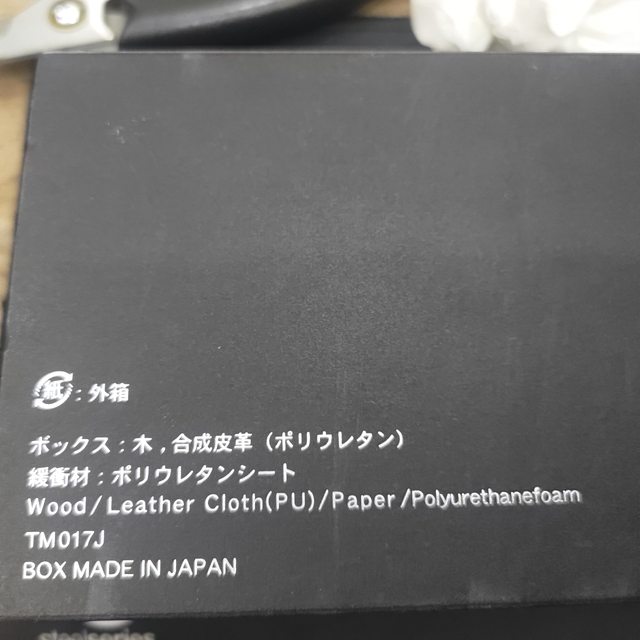 紙 : 外箱
ボックス : 木 , 合成皮革 (ポリウレタン)
緩衝材 : ポリウレタンシート
Wood / Leather Cloth(PU) / Paper /Polyurethanefoam
TM017J
BOX MADE IN JAPAN
steelseries